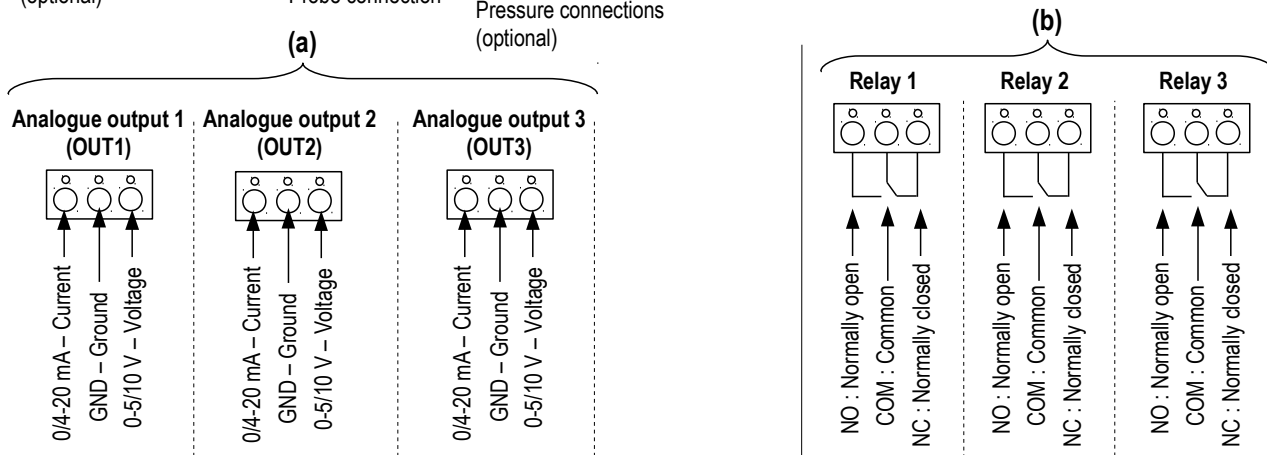 (optional)
Probe connection
Pressure connections
(optional)
(a)
Analogue output 1
(OUT1)
Analogue output 2
(OUT2)
Analogue output 3
(OUT3)
0/4-20 mA – Current
GND – Ground
0-5/10 V – Voltage
0/4-20 mA – Current
GND – Ground
0-5/10 V – Voltage
0/4-20 mA – Current
GND – Ground
0-5/10 V – Voltage
(b)
Relay 1
Relay 2
Relay 3
NO : Normally open
COM : Common
NC : Normally closed
NO : Normally open
COM : Common
NC : Normally closed
NO : Normally open
COM : Common
NC : Normally closed